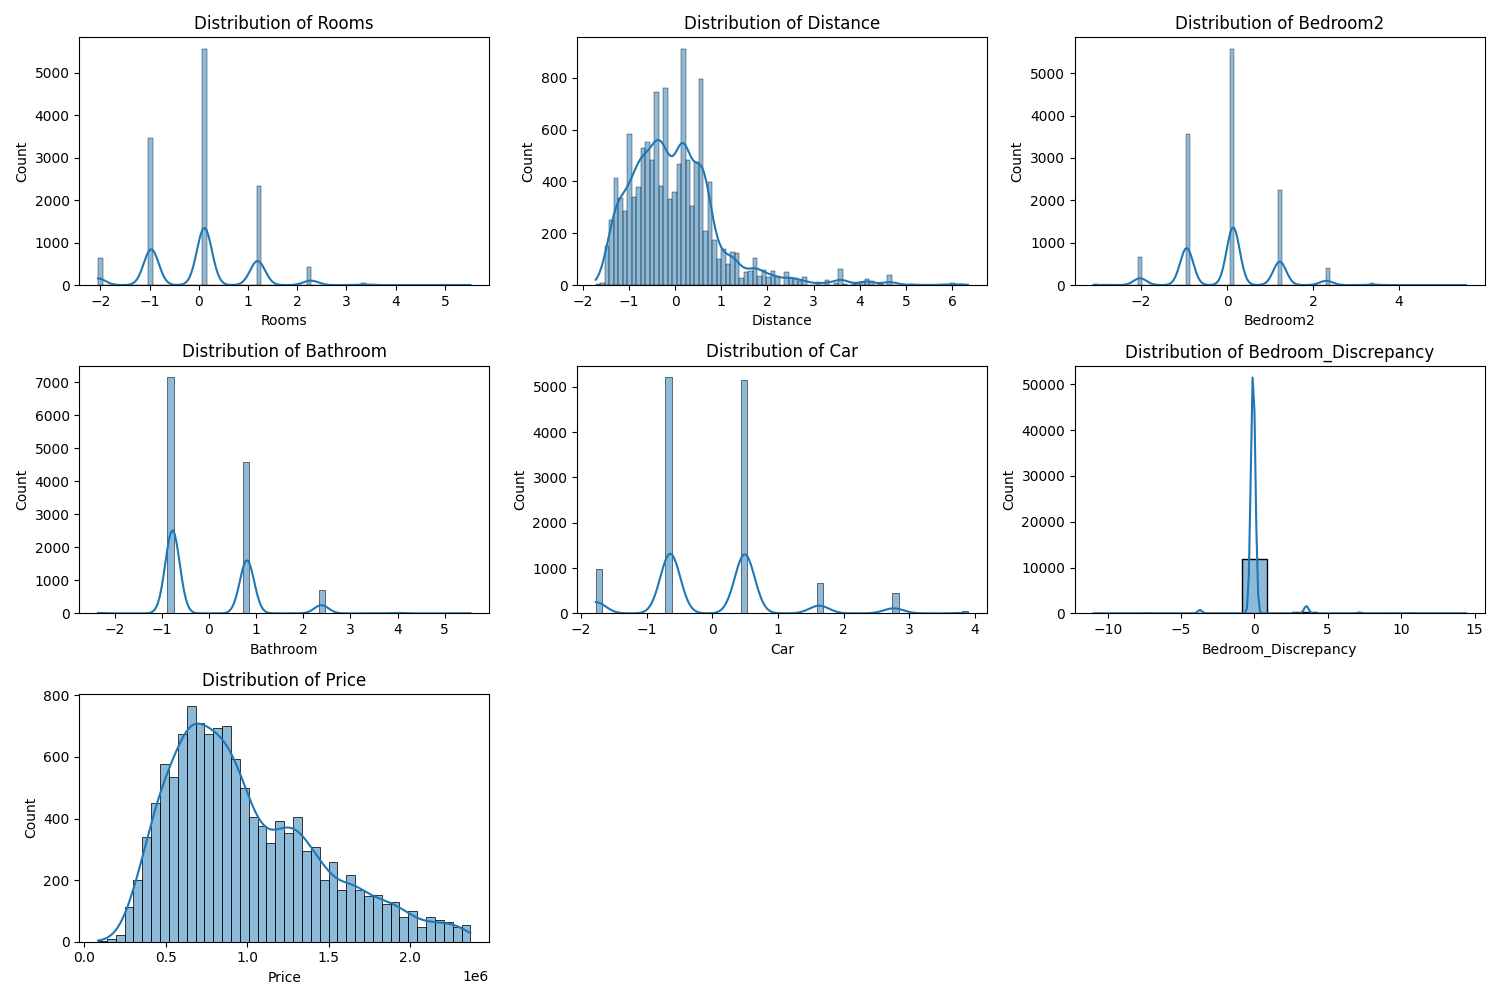 Distribution of Rooms
Count
5000
4000
3000
2000
1000
0
−2 −1 0 1 2 3 4 5
Rooms
Distribution of Distance
Count
800
600
400
200
0
−2 −1 0 1 2 3 4 5 6
Distance
Distribution of Bedroom2
Count
5000
4000
3000
2000
1000
0
−2 0 2 4
Bedroom2
Distribution of Bathroom
Count
7000
6000
5000
4000
3000
2000
1000
0
−2 −1 0 1 2 3 4 5
Bathroom
Distribution of Car
Count
5000
4000
3000
2000
1000
0
−2 −1 0 1 2 3 4
Car
Distribution of Bedroom_Discrepancy
Count
50000
40000
30000
20000
10000
0
−10 −5 0 5 10 15
Bedroom_Discrepancy
Distribution of Price
Count
800
600
400
200
0
0.0 0.5 1.0 1.5 2.0
1e6
Price